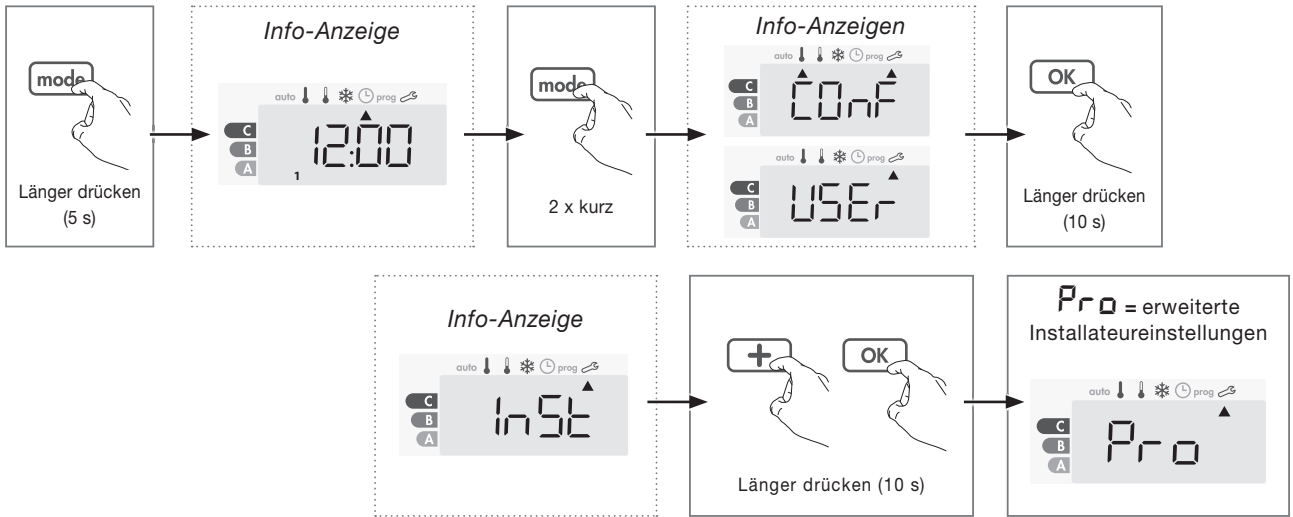 mode
Länger drücken
(5 s)
Info-Anzeige
auto prog
C
B
A
12:00
1
mode
2 x kurz
Info-Anzeigen
auto prog
C
B
A
COnF
auto prog
C
B
A
USEr
OK
Länger drücken
(10 s)
Info-Anzeige
auto prog
C
B
A
InSt
+
OK
Länger drücken (10 s)
Pro = erweiterte
Installateureinstellungen
auto prog
C
B
A
Pro